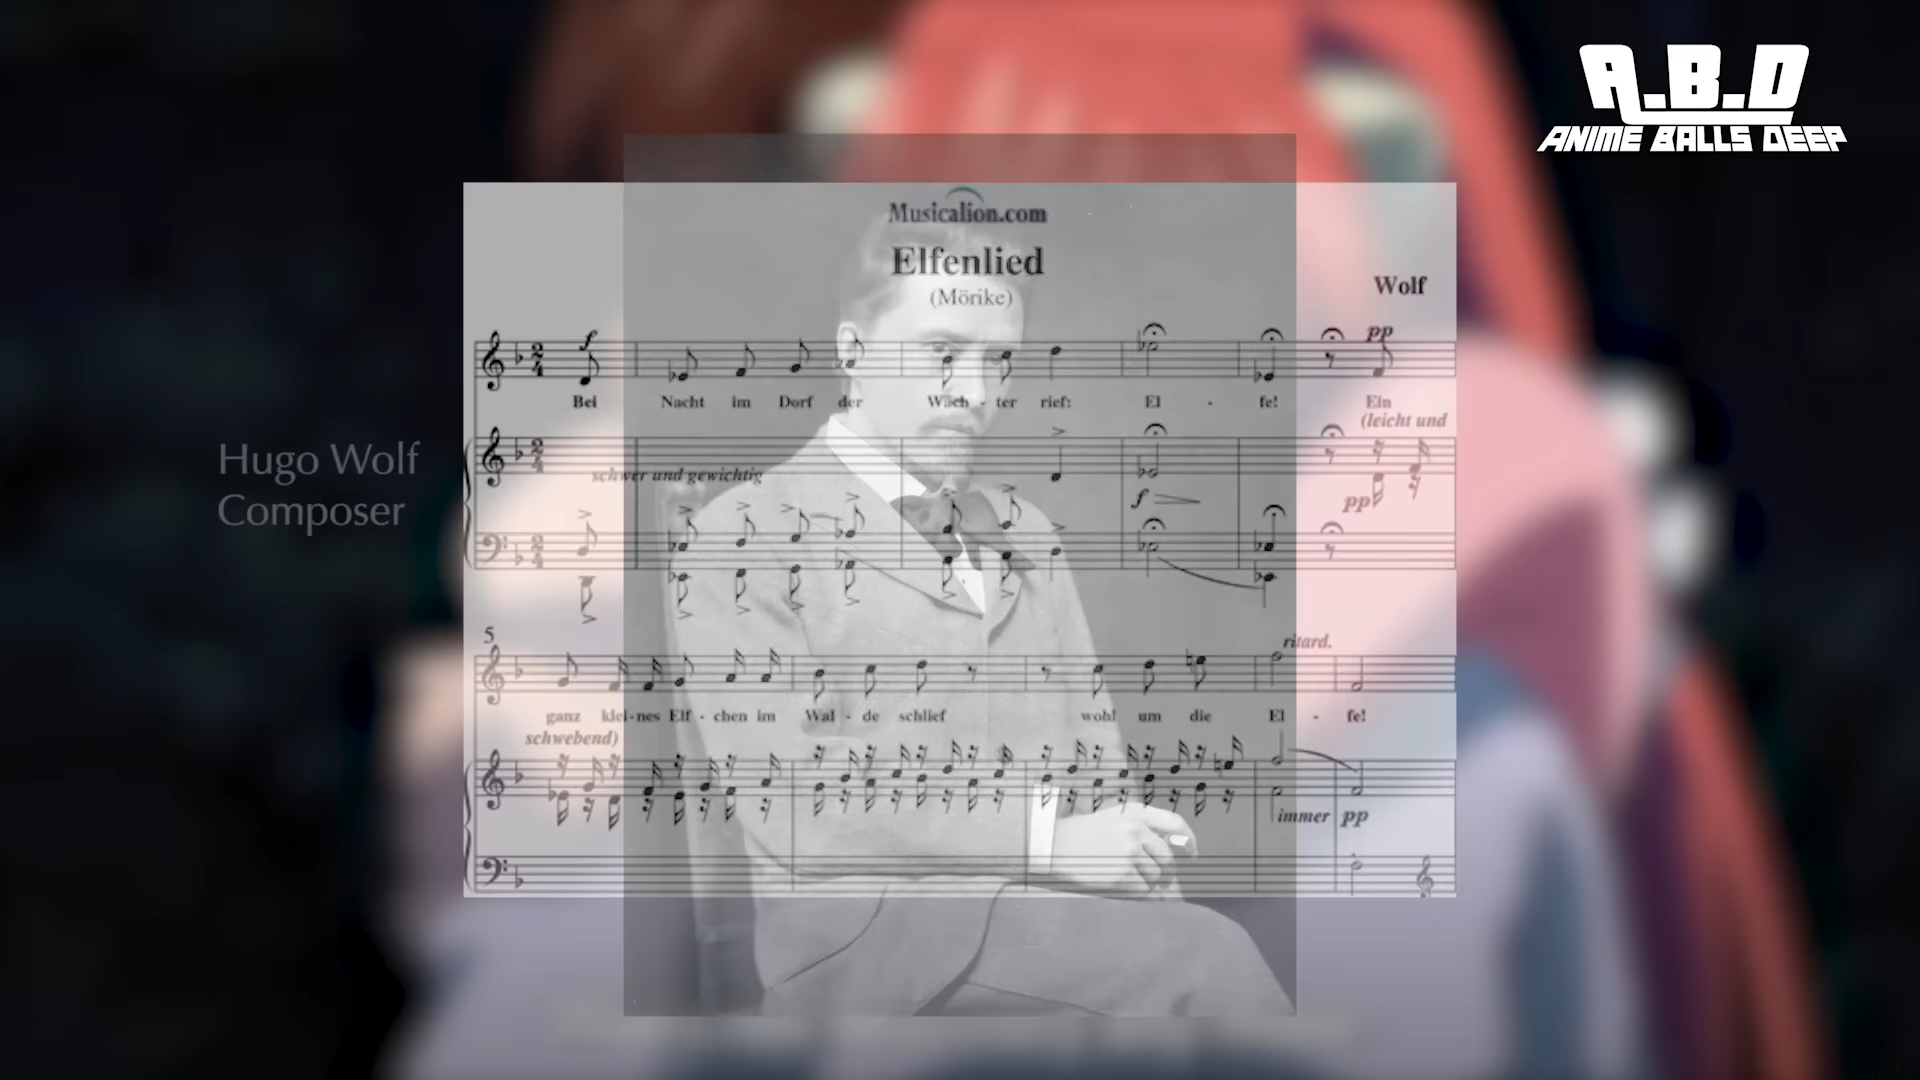 A.B.D
ANIME BALLS DEEP
Musicalion.com
Elfenlied
(Mörike)
Wolf
f
pp
Bei Nacht im Dorf der Wäch - ter rief: El - fe! Ein
(leicht und
Hugo Wolf
Composer
schwer und gewichtig
f
pp
5
ritard.
ganz klei-nes Elf - chen im Wal - de schlief wohl um die El - fe!
schwebend)
immer pp